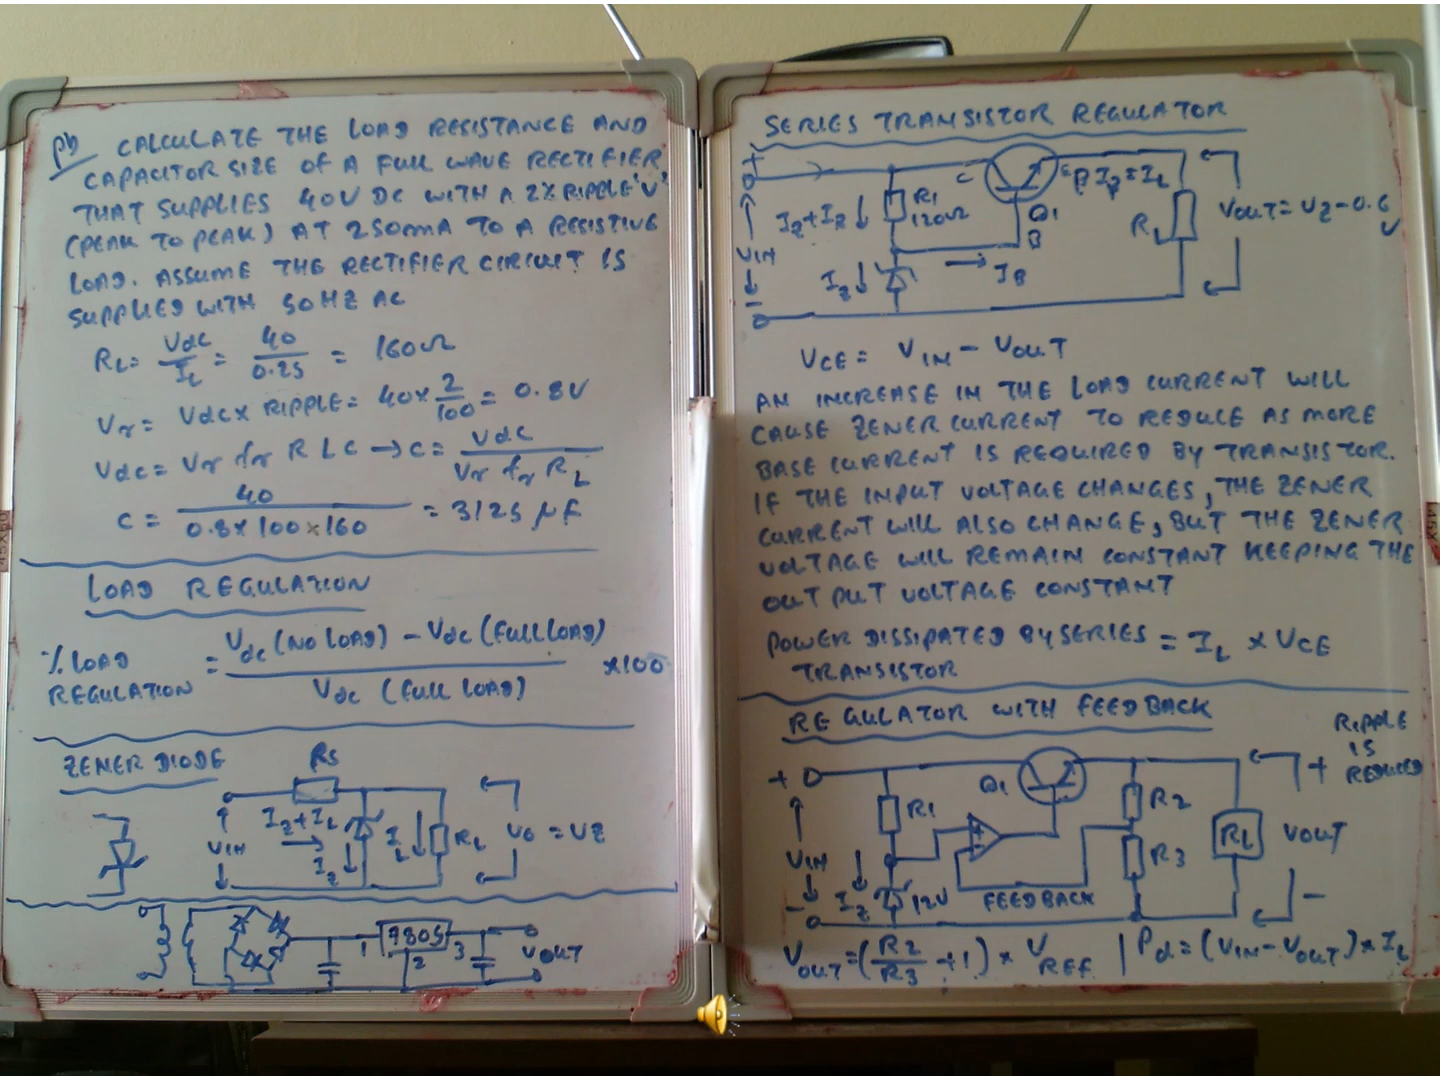 Pb CALCULATE THE LOAD RESISTANCE AND
CAPACITOR SIZE OF A FULL WAVE RECTIFIER
THAT SUPPLIES 40V DC WITH A 2% RIPPLE 'V'
(PEAK TO PEAK) AT 250mA TO A RESISTIVE
LOAD. ASSUME THE RECTIFIER CIRCUIT IS
SUPPLIED WITH 50 HZ AC
RL = Vdc/IL = 40/0.25 = 160Ω
Vr = Vdc × RIPPLE = 40 × 2/100 = 0.8V
Vdc = Vr fr RL C → C = Vdc / Vr fr RL
C = 40 / 0.8×100×160 = 3125 µF
LOAD REGULATION
% LOAD REGULATION = Vdc (NO LOAD) - Vdc (FULL LOAD) / Vdc (FULL LOAD) ×100
ZENER DIODE
RS
IZ+IL
VIN
IZ
IL
RL
VO = VZ
1
7805
2
3
VOUT
SERIES TRANSISTOR REGULATOR
+
C
IZ+IB
R1
120Ω
Q1
B
VIN
IZ
IB
RL
VOUT = VZ-0.6
V
-
VCE = VIN - VOUT
AN INCREASE IN THE LOAD CURRENT WILL
CAUSE ZENER CURRENT TO REDUCE AS MORE
BASE CURRENT IS REQUIRED BY TRANSISTOR.
IF THE INPUT VOLTAGE CHANGES, THE ZENER
CURRENT WILL ALSO CHANGE, BUT THE ZENER
VOLTAGE WILL REMAIN CONSTANT KEEPING THE
OUTPUT VOLTAGE CONSTANT
POWER DISSIPATED BY SERIES = IL × VCE
TRANSISTOR
REGULATOR WITH FEEDBACK
RIPPLE
IS
REDUCED
+
Q1
+
R1
R2
R3
RL
VOUT
VIN
IZ
12V
FEEDBACK
-
-
VOUT = (R2/R3 +1) × VREF | Pd = (VIN-VOUT) × IL